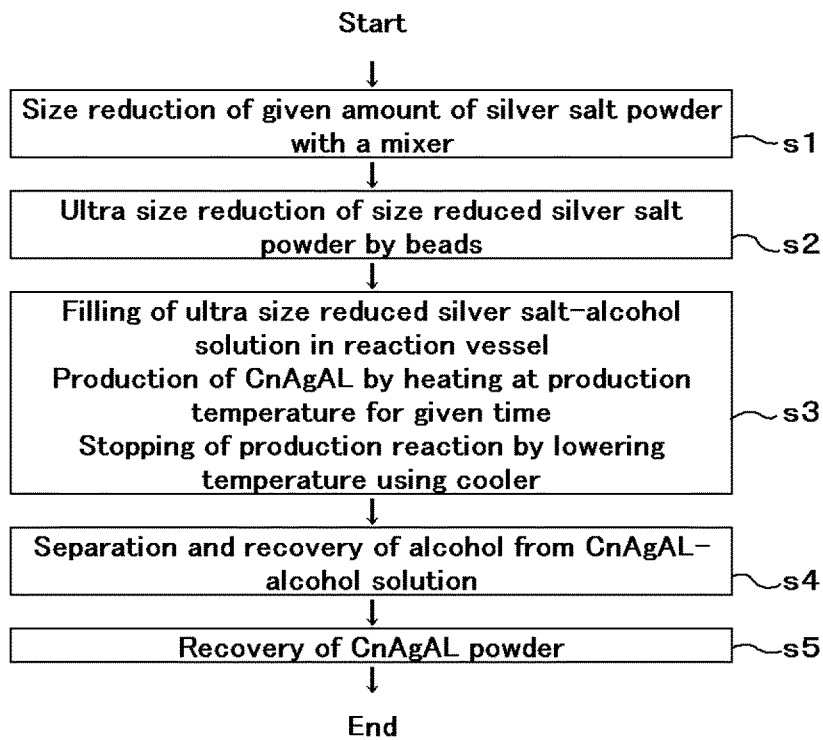 Start
↓
Size reduction of given amount of silver salt powder
with a mixer
s1
↓
Ultra size reduction of size reduced silver salt
powder by beads
s2
↓
Filling of ultra size reduced silver salt-alcohol
solution in reaction vessel
Production of CnAgAL by heating at production
temperature for given time
Stopping of production reaction by lowering
temperature using cooler
s3
↓
Separation and recovery of alcohol from CnAgAL-
alcohol solution
s4
↓
Recovery of CnAgAL powder
s5
↓
End